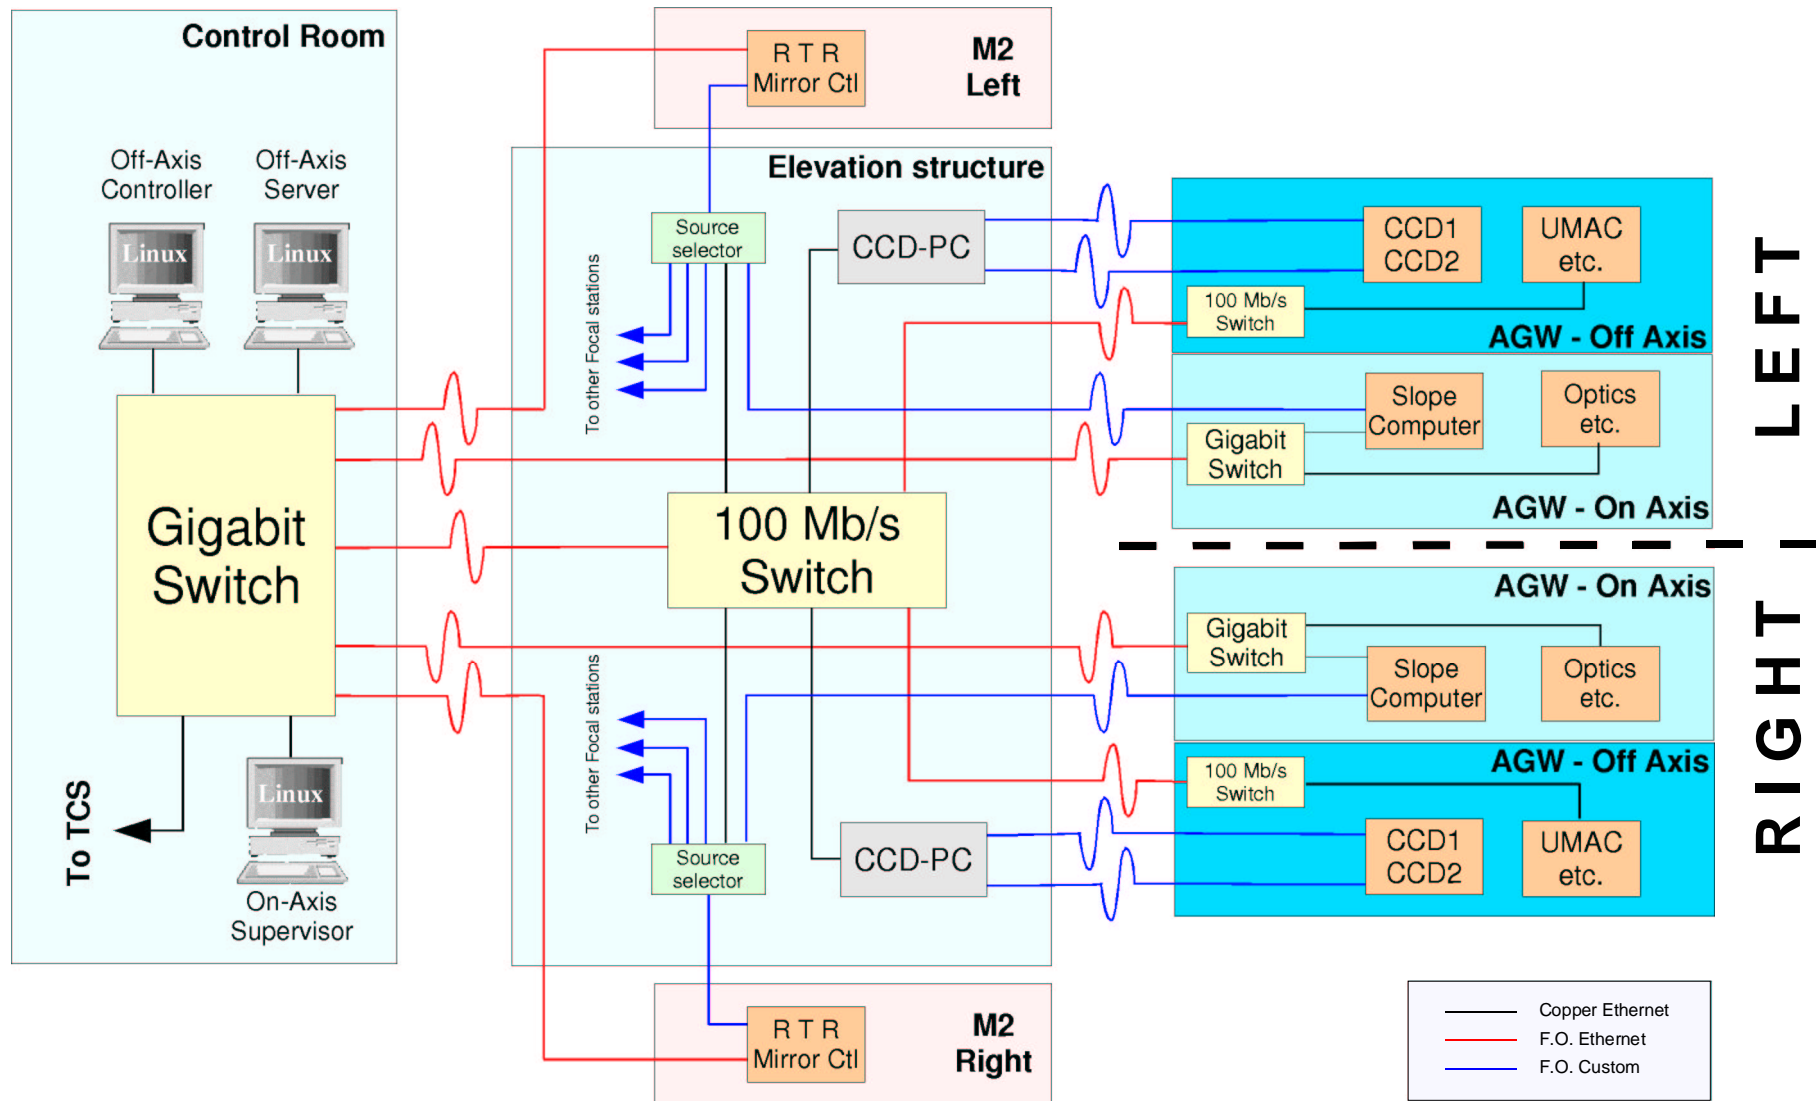 Control Room
Off-Axis
Controller
Off-Axis
Server
Linux
Linux
Gigabit
Switch
To TCS
Linux
On-Axis
Supervisor
R T R
Mirror Ctl
M2
Left
Elevation structure
Source
selector
CCD-PC
To other Focal stations
100 Mb/s
Switch
To other Focal stations
Source
selector
CCD-PC
R T R
Mirror Ctl
M2
Right
CCD1
CCD2
UMAC
etc.
100 Mb/s
Switch
AGW - Off Axis
Slope
Computer
Optics
etc.
Gigabit
Switch
AGW - On Axis
LEFT
AGW - On Axis
Gigabit
Switch
Slope
Computer
Optics
etc.
AGW - Off Axis
100 Mb/s
Switch
CCD1
CCD2
UMAC
etc.
RIGHT
Copper Ethernet
F.O. Ethernet
F.O. Custom